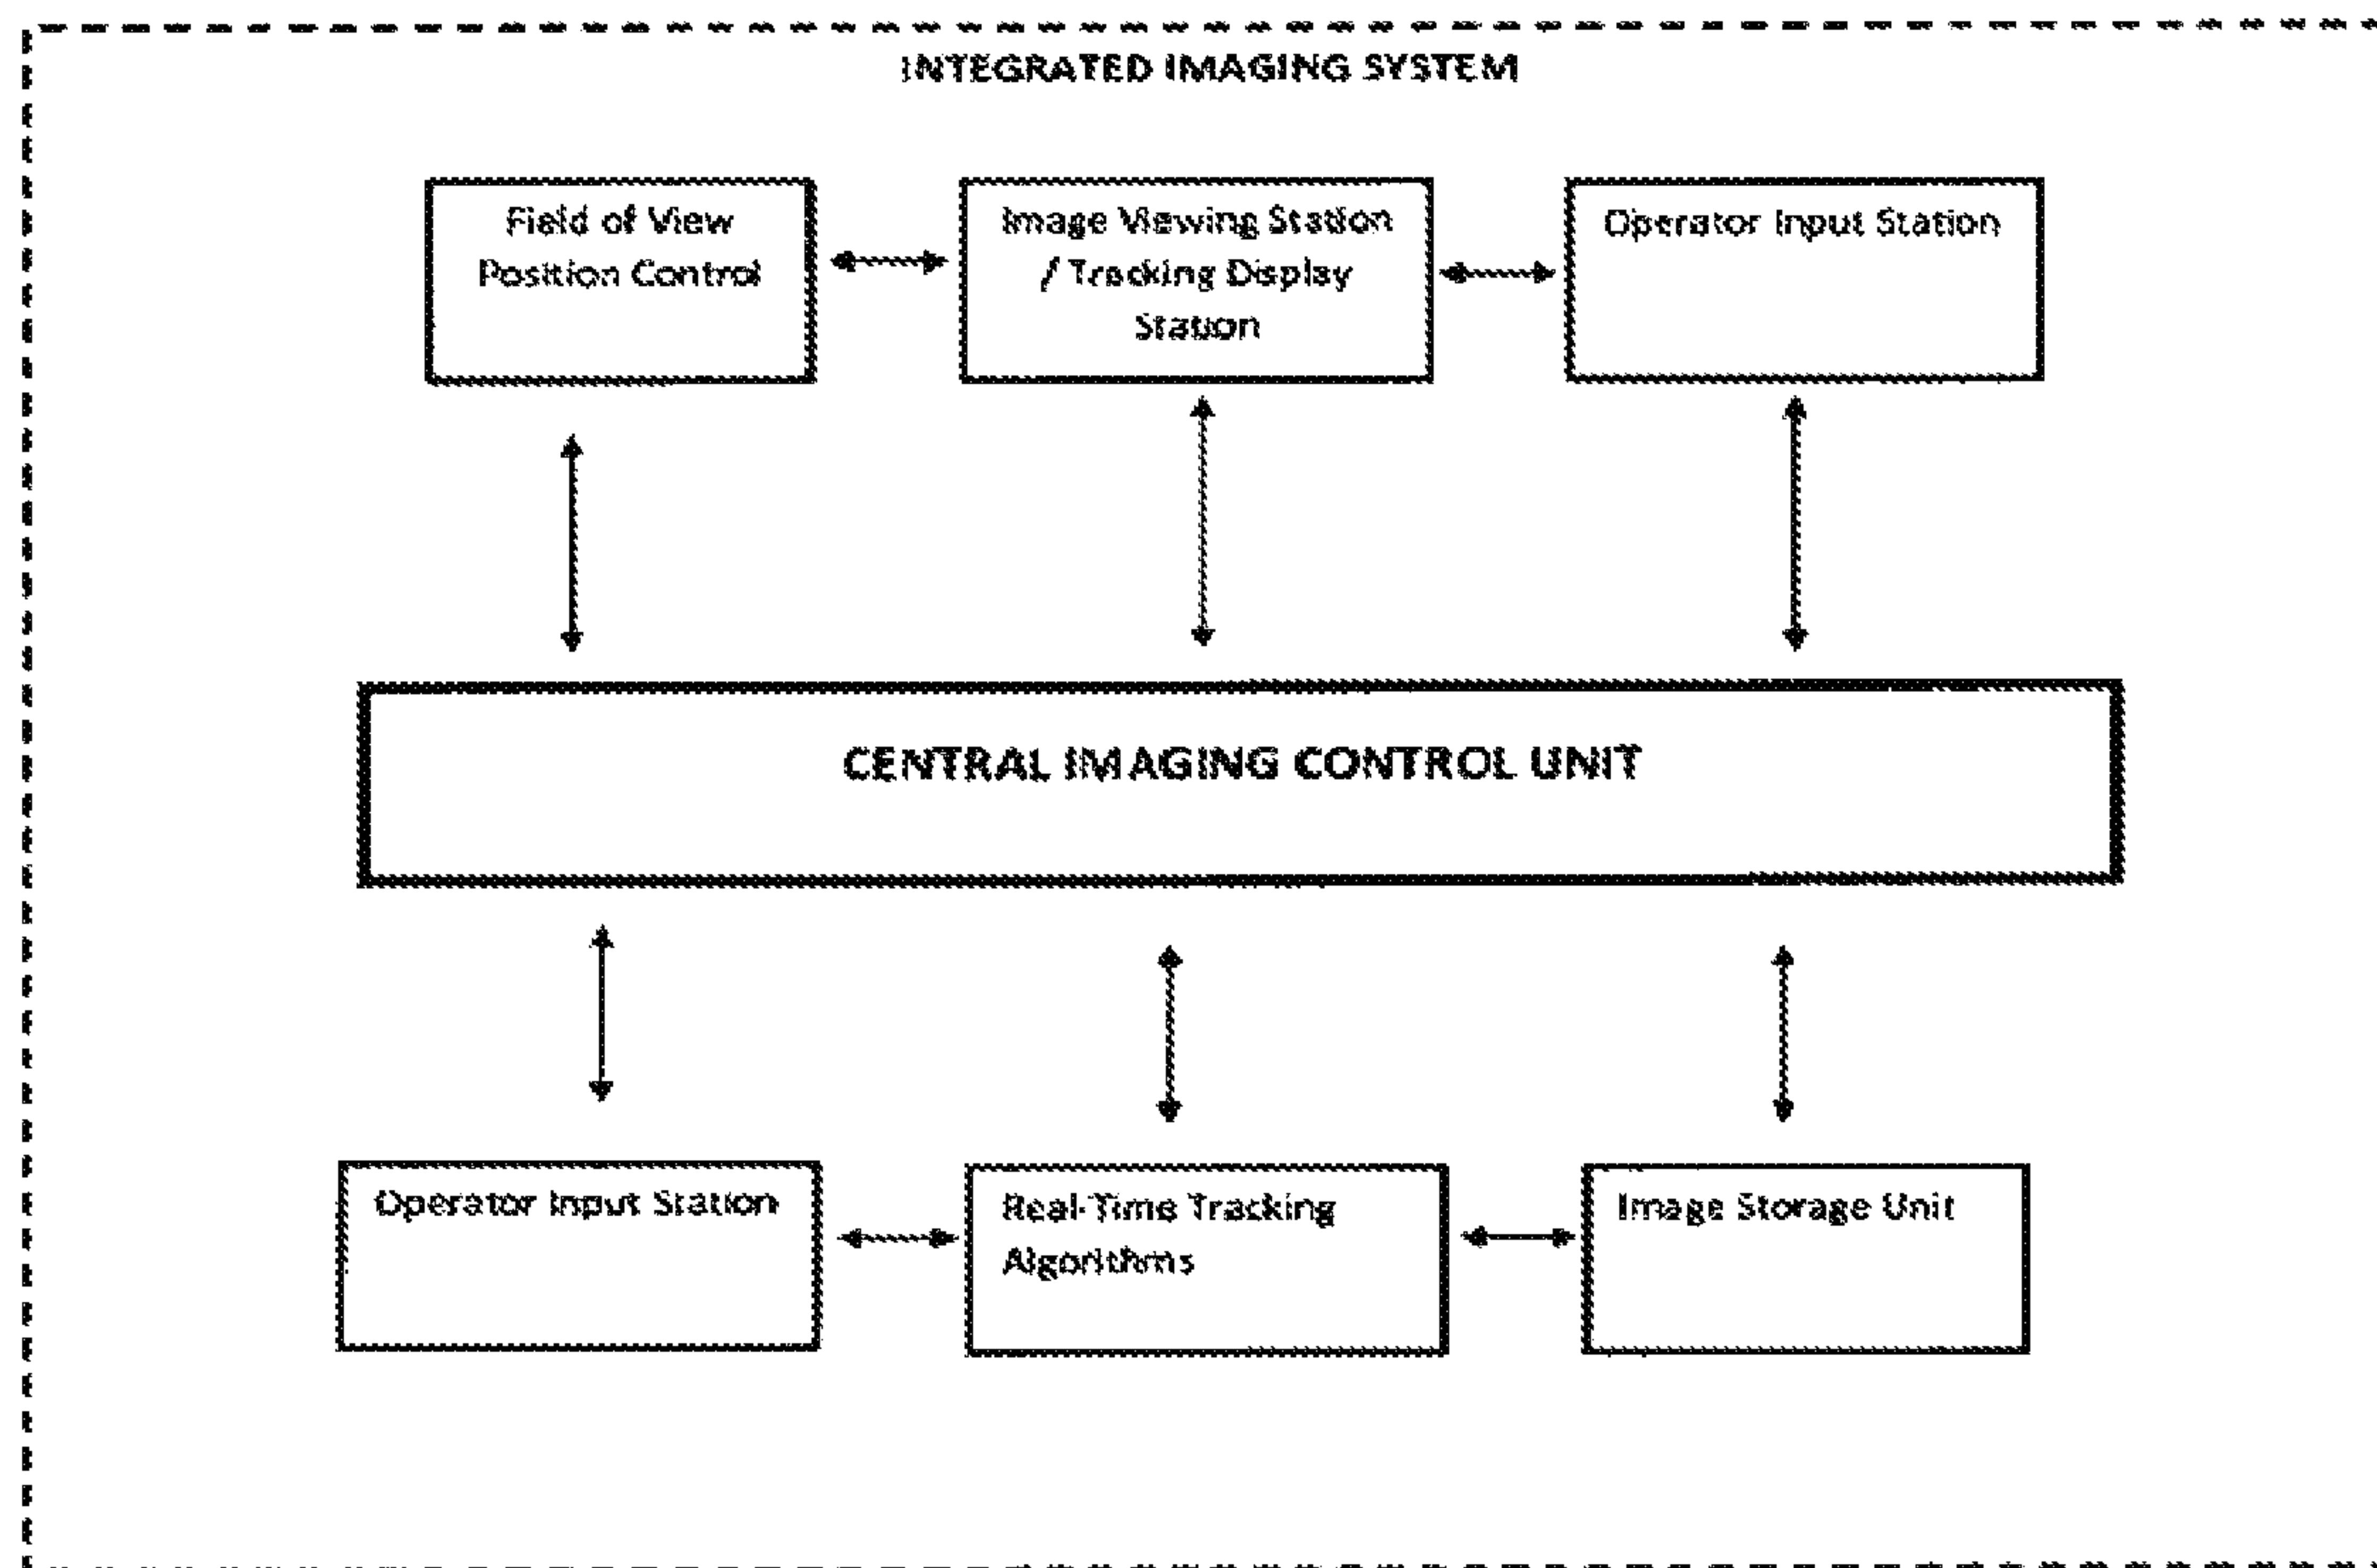 INTEGRATED IMAGING SYSTEM
Field of View
Position Control
Image Viewing Station
/ Tracking Display
Station
Operator Input Station
CENTRAL IMAGING CONTROL UNIT
Operator Input Station
Real-Time Tracking
Algorithms
Image Storage Unit